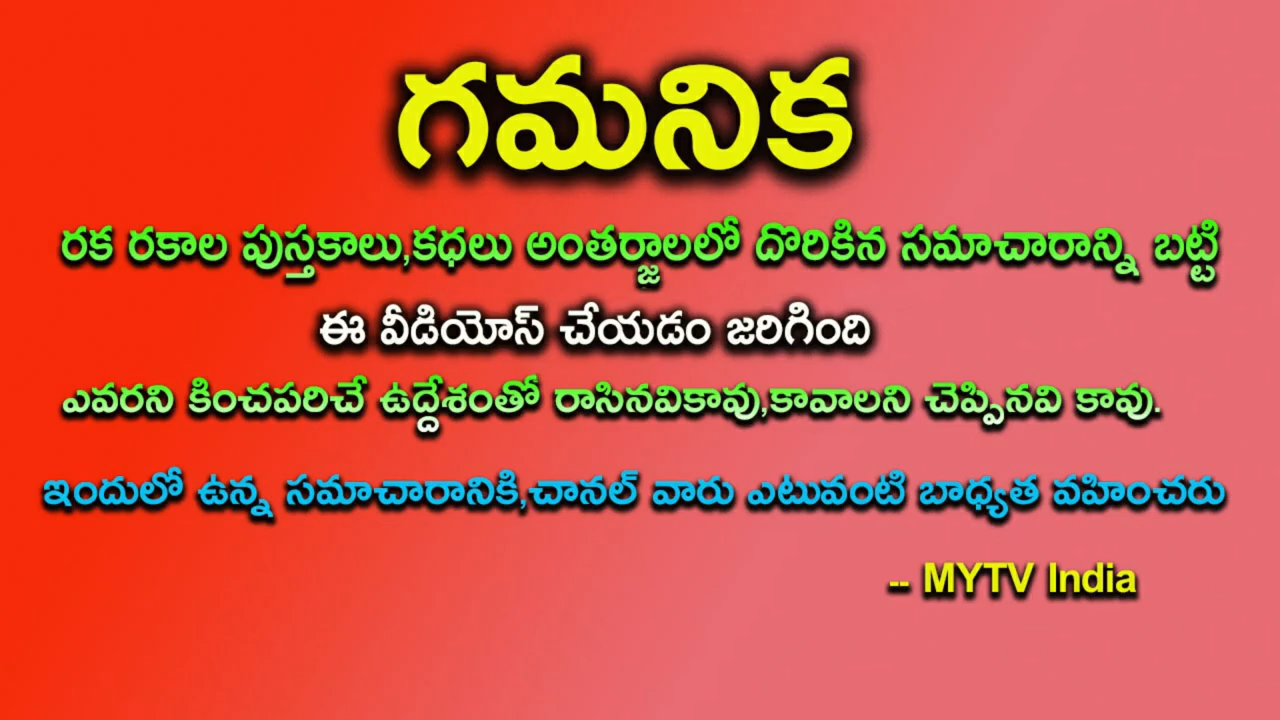 గమనిక
రక రకాల పుస్తకాలు,కధలు అంతర్జాలలో దొరికిన సమాచారాన్ని బట్టి
ఈ వీడియోస్ చేయడం జరిగింది
ఎవరని కించపరిచే ఉద్దేశంతో రాసినవికావు,కావాలని చెప్పినవి కావు.
ఇందులో ఉన్న సమాచారానికి,చానల్ వారు ఎటువంటి బాధ్యత వహించరు
-- MYTV India